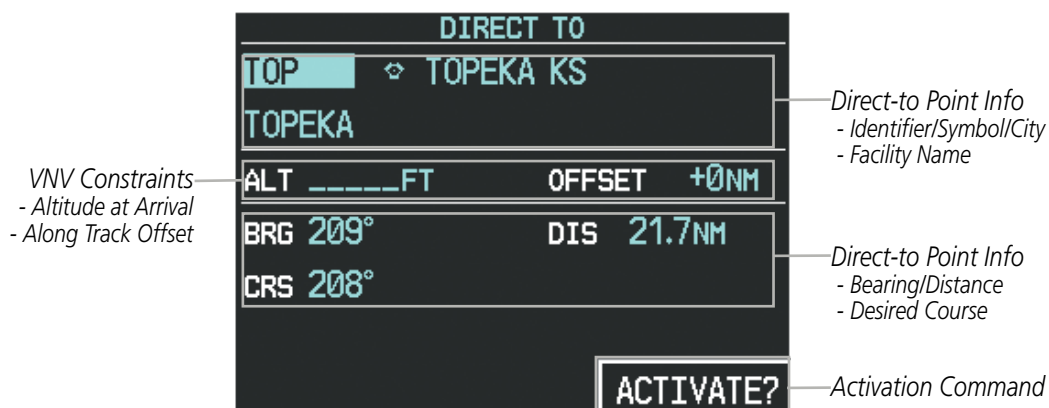 DIRECT TO
TOP TOPEKA KS
TOPEKA
Direct-to Point Info
- Identifier/Symbol/City
- Facility Name
VNV Constraints
- Altitude at Arrival
- Along Track Offset
ALT _____FT OFFSET +0NM
BRG 209° DIS 21.7NM
CRS 208°
Direct-to Point Info
- Bearing/Distance
- Desired Course
ACTIVATE?
Activation Command